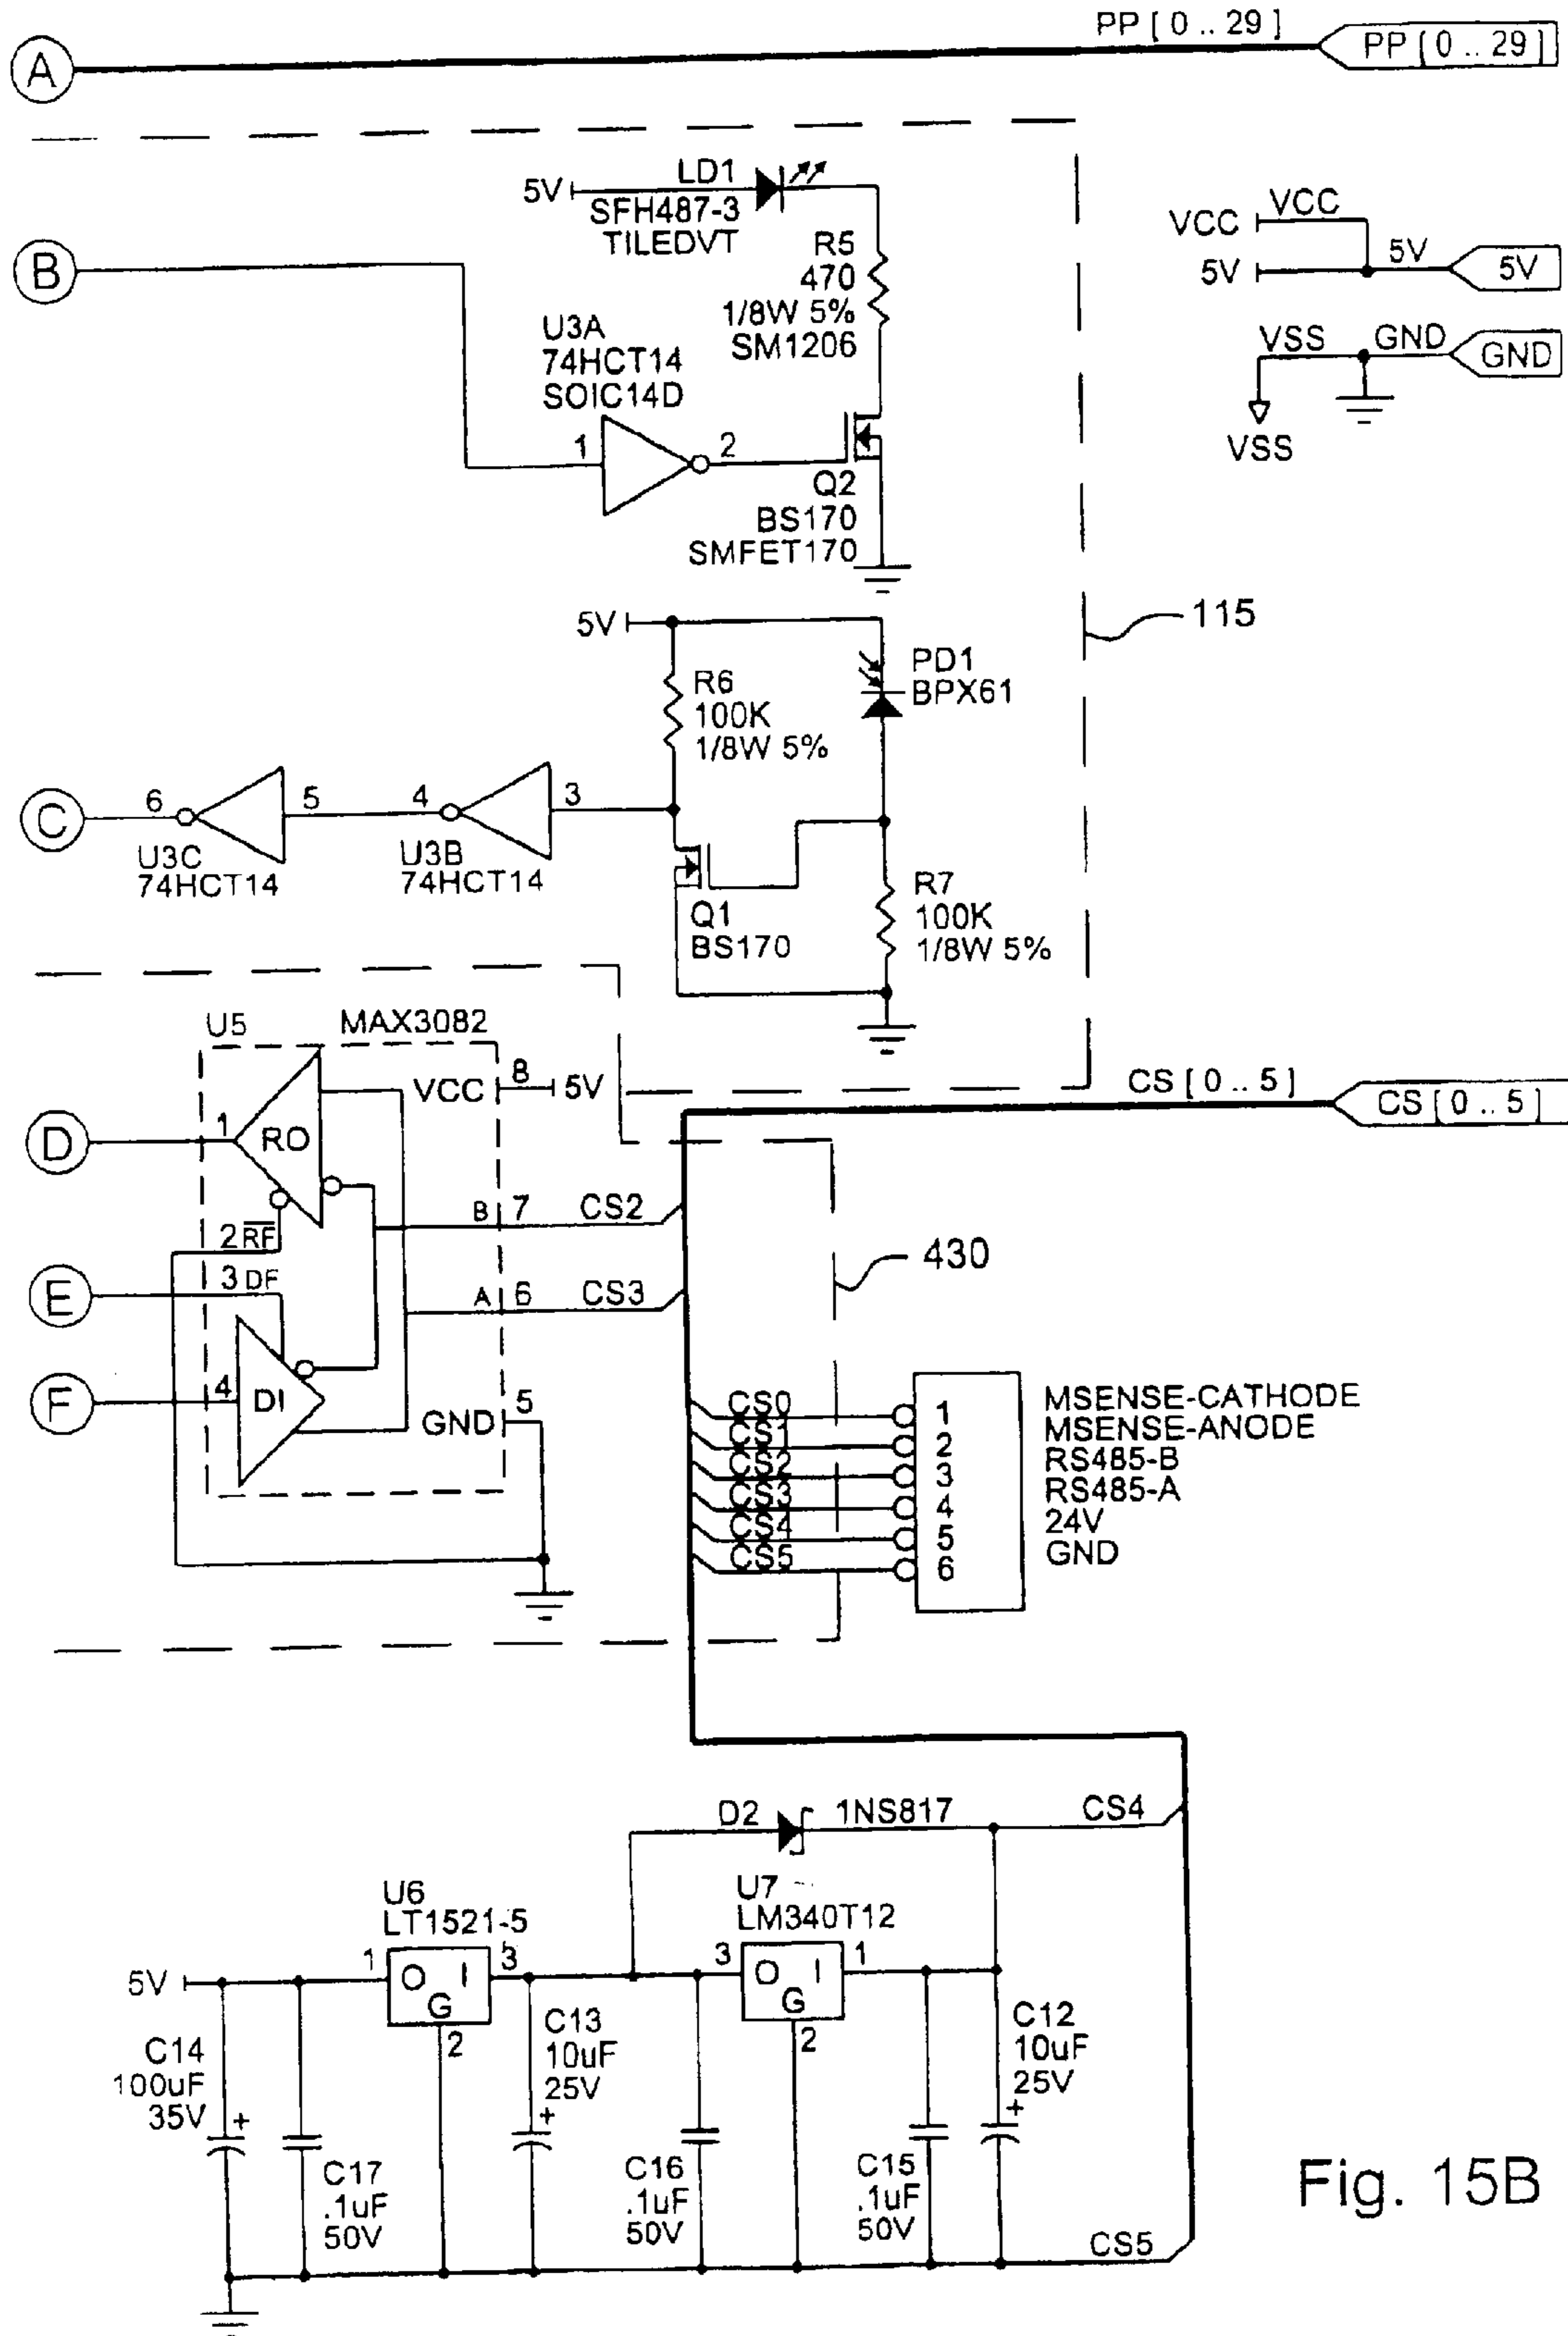 PP [ 0 .. 29 ]
PP [ 0 .. 29 ]
A
LD1
5V
SFH487-3
TILEDVT
VCC
VCC
5V
5V
5V
B
R5
470
1/8W 5%
SM1206
U3A
74HCT14
SOIC14D
VSS
GND
GND
VSS
1
2
Q2
BS170
SMFET170
115
5V
PD1
BPX61
R6
100K
1/8W 5%
C
6
5
4
3
U3C
74HCT14
U3B
74HCT14
R7
100K
1/8W 5%
Q1
BS170
U5
MAX3082
VCC
8
5V
CS [ 0 .. 5 ]
CS [ 0 .. 5 ]
D
1
RO
B
7
CS2
2
RF
430
E
3
DF
A
6
CS3
F
4
DI
GND
5
CS0
1
MSENSE-CATHODE
CS1
2
MSENSE-ANODE
CS2
3
RS485-B
CS3
4
RS485-A
CS4
5
24V
CS5
6
GND
D2
1NS817
CS4
U6
LT1521-5
U7
LM340T12
1
3
3
1
5V
O
I
G
O
I
G
2
2
C14
100uF
35V
+
C13
10uF
25V
+
C12
10uF
25V
+
C17
.1uF
50V
C16
.1uF
50V
C15
.1uF
50V
CS5
Fig. 15B